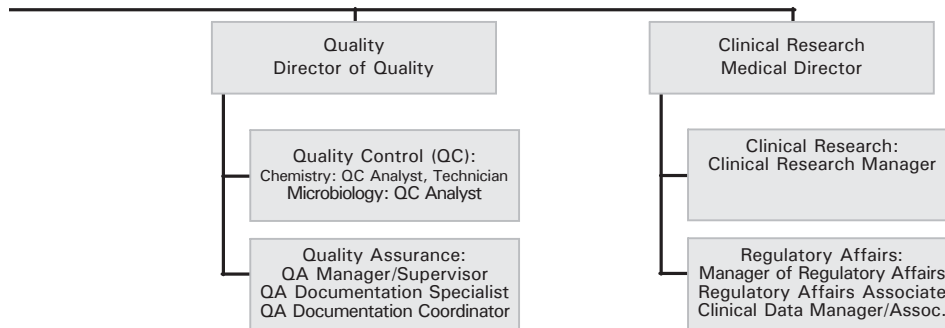 Quality
Director of Quality
Quality Control (QC):
Chemistry: QC Analyst, Technician
Microbiology: QC Analyst
Quality Assurance:
QA Manager/Supervisor
QA Documentation Specialist
QA Documentation Coordinator
Clinical Research
Medical Director
Clinical Research:
Clinical Research Manager
Regulatory Affairs:
Manager of Regulatory Affairs
Regulatory Affairs Associate
Clinical Data Manager/Assoc.